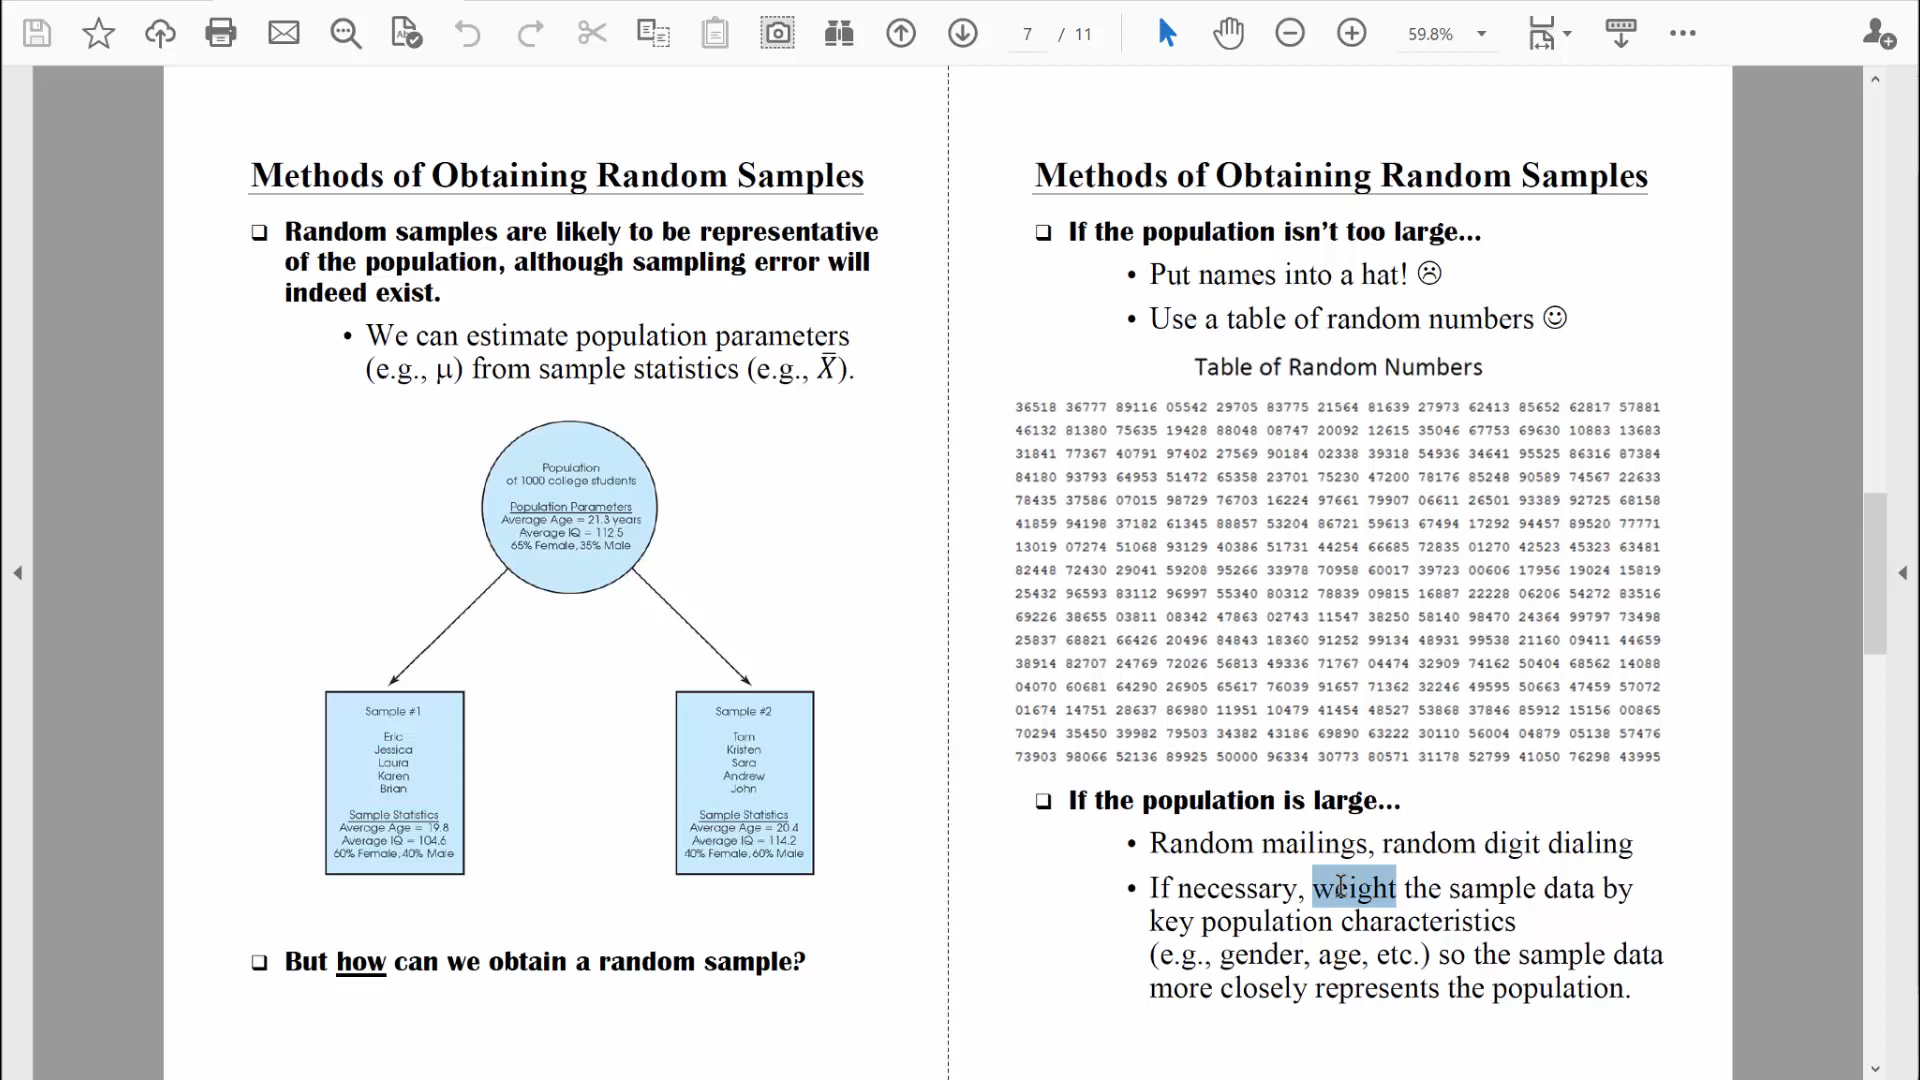 7 / 11
59.8%
Methods of Obtaining Random Samples
❑ Random samples are likely to be representative
of the population, although sampling error will
indeed exist.
• We can estimate population parameters
(e.g., μ) from sample statistics (e.g., X̄).
Population
of 1000 college students
Population Parameters
Average Age = 21.3 years
Average IQ = 112.5
65% Female, 35% Male
Sample #1
Eric
Jessica
Laura
Karen
Brian
Sample Statistics
Average Age = 19.8
Average IQ = 104.6
60% Female, 40% Male
Sample #2
Tom
Kristen
Sara
Andrew
John
Sample Statistics
Average Age = 20.4
Average IQ = 114.2
40% Female, 60% Male
❑ But how can we obtain a random sample?
Methods of Obtaining Random Samples
❑ If the population isn't too large...
• Put names into a hat! ☹
• Use a table of random numbers ☺
Table of Random Numbers
36518 36777 89116 05542 29705 83775 21564 81639 27973 62413 85652 62817 57881
46132 81380 75635 19428 88048 08747 20092 12615 35046 67753 69630 10883 13683
31841 77367 40791 97402 27569 90184 02338 39318 54936 34641 95525 86316 87384
84180 93793 64953 51472 65358 23701 75230 47200 78176 85248 90589 74567 22633
78435 37586 07015 98729 76703 16224 97661 79907 06611 26501 93389 92725 68158
41859 94198 37182 61345 88857 53204 86721 59613 67494 17292 94457 89520 77771
13019 07274 51068 93129 40386 51731 44254 66685 72835 01270 42523 45323 63481
82448 72430 29041 59208 95266 33978 70958 60017 39723 00606 17956 19024 15819
25432 96593 83112 96997 55340 80312 78839 09815 16887 22228 06206 54272 83516
69226 38655 03811 08342 47863 02743 11547 38250 58140 98470 24364 99797 73498
25837 68821 66426 20496 84843 18360 91252 99134 48931 99538 21160 09411 44659
38914 82707 24769 72026 56813 49336 71767 04474 32909 74162 50404 68562 14088
04070 60681 64290 26905 65617 76039 91657 71362 32246 49595 50663 47459 57072
01674 14751 28637 86980 11951 10479 41454 48527 53868 37846 85912 15156 00865
70294 35450 39982 79503 34382 43186 69890 63222 30110 56004 04879 05138 57476
73903 98066 52136 89925 50000 96334 30773 80571 31178 52799 41050 76298 43995
❑ If the population is large...
• Random mailings, random digit dialing
• If necessary, weight the sample data by
key population characteristics
(e.g., gender, age, etc.) so the sample data
more closely represents the population.